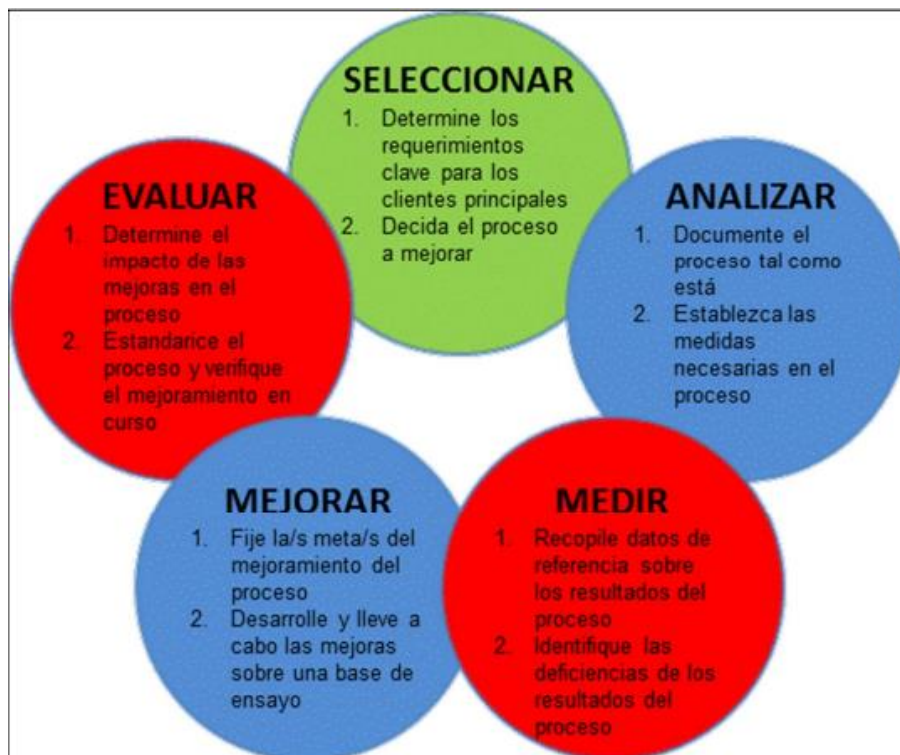 SELECCIONAR
1. Determine los
requerimientos
clave para los
clientes principales
2. Decida el proceso
a mejorar
ANALIZAR
1. Documente el
proceso tal como
está
2. Establezca las
medidas
necesarias en el
proceso
MEDIR
1. Recopile datos de
referencia sobre
los resultados del
proceso
2. Identifique las
deficiencias de los
resultados del
proceso
MEJORAR
1. Fije la/s meta/s del
mejoramiento del
proceso
2. Desarrolle y lleve a
cabo las mejoras
sobre una base de
ensayo
EVALUAR
1. Determine el
impacto de las
mejoras en el
proceso
2. Estandarice el
proceso y verifique
el mejoramiento en
curso